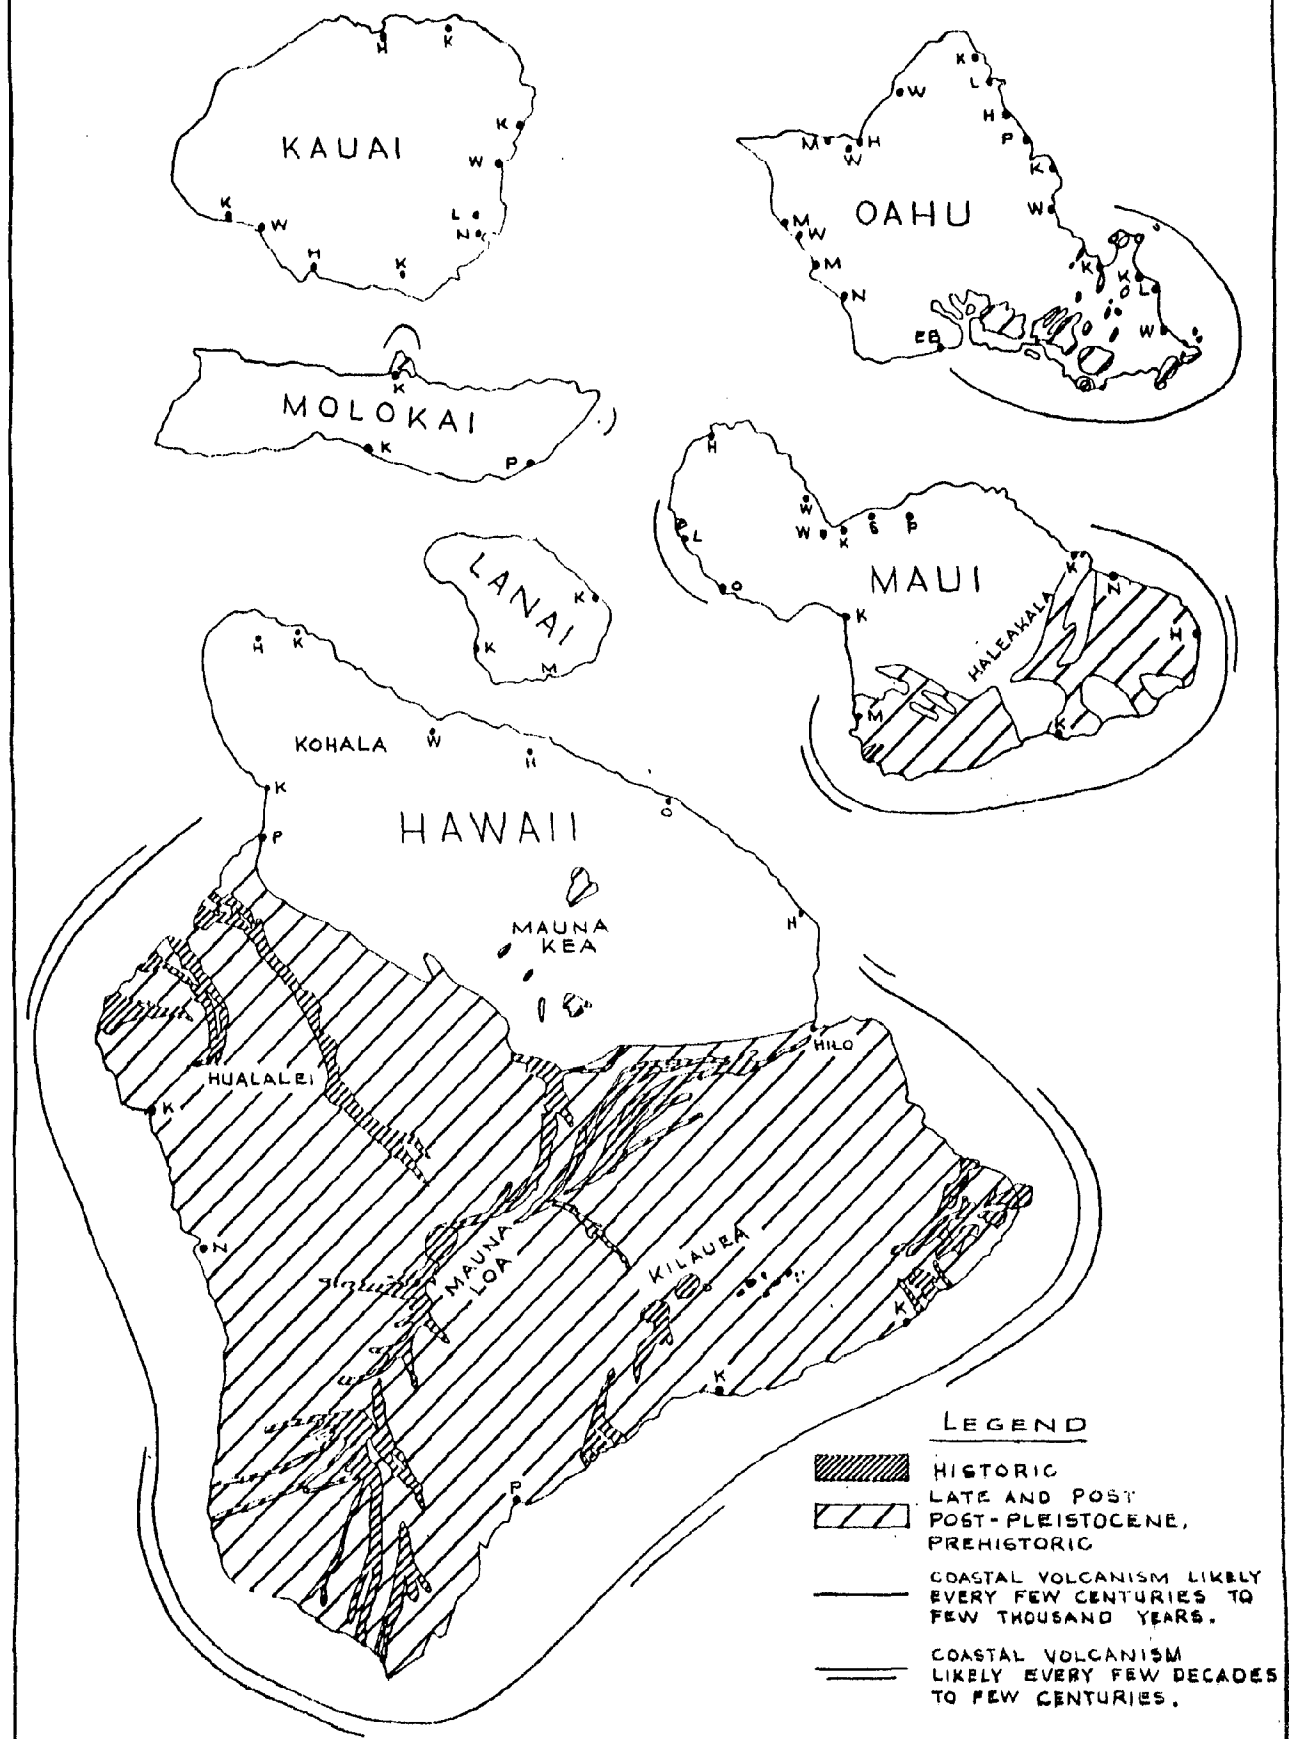 H
K
KAUAI
K
W
K
W
L
N
H
K
K
L
W
H
P
M
W
H
K
OAHU
W
M
W
M
N
K
K
L
W
EB
K
MOLOKAI
K
P
H
W
W
K
S
P
L
O
MAUI
K
HALEAKALA
K
N
H
M
K
LANAI
K
K
M
H
K
KOHALA
W
H
O
K
P
HAWAII
H
MAUNA
KEA
HILO
HUALALEI
K
N
MAUNA
LOA
KILAUEA
K
K
P
LEGEND
HISTORIC
LATE AND POST
POST-PLEISTOCENE,
PREHISTORIC
COASTAL VOLCANISM LIKELY
EVERY FEW CENTURIES TO
FEW THOUSAND YEARS.
COASTAL VOLCANISM
LIKELY EVERY FEW DECADES
TO FEW CENTURIES.